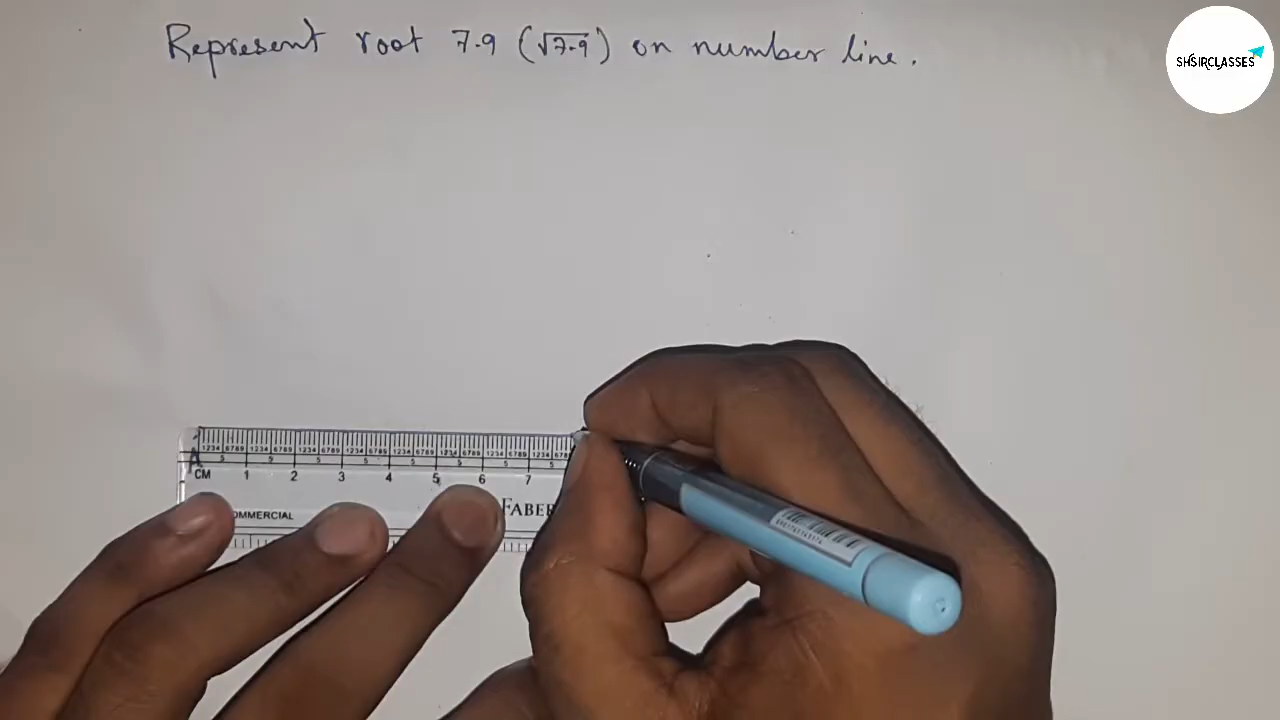 Represent root 7.9 (√7.9) on number line.
SHSIRCLASSES
A
CM 1 2 3 4 5 6 7
OMMERCIAL
FABER